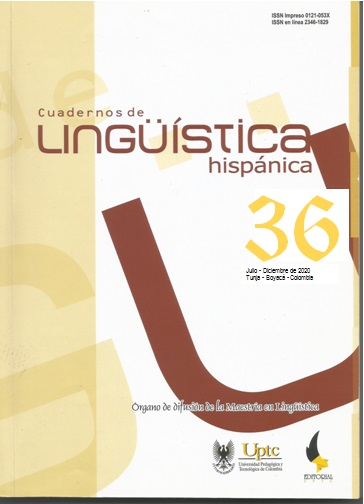 ISSN Impreso 0121-053X
ISSN en línea 2346-1829
Cuadernos de
LINGÜÍSTICA
hispánica
36
Julio - Diciembre de 2020
Tunja - Boyacá - Colombia
Órgano de difusión de la Maestría en Lingüística
Uptc
Universidad Pedagógica y
Tecnológica de Colombia
EDITORIAL